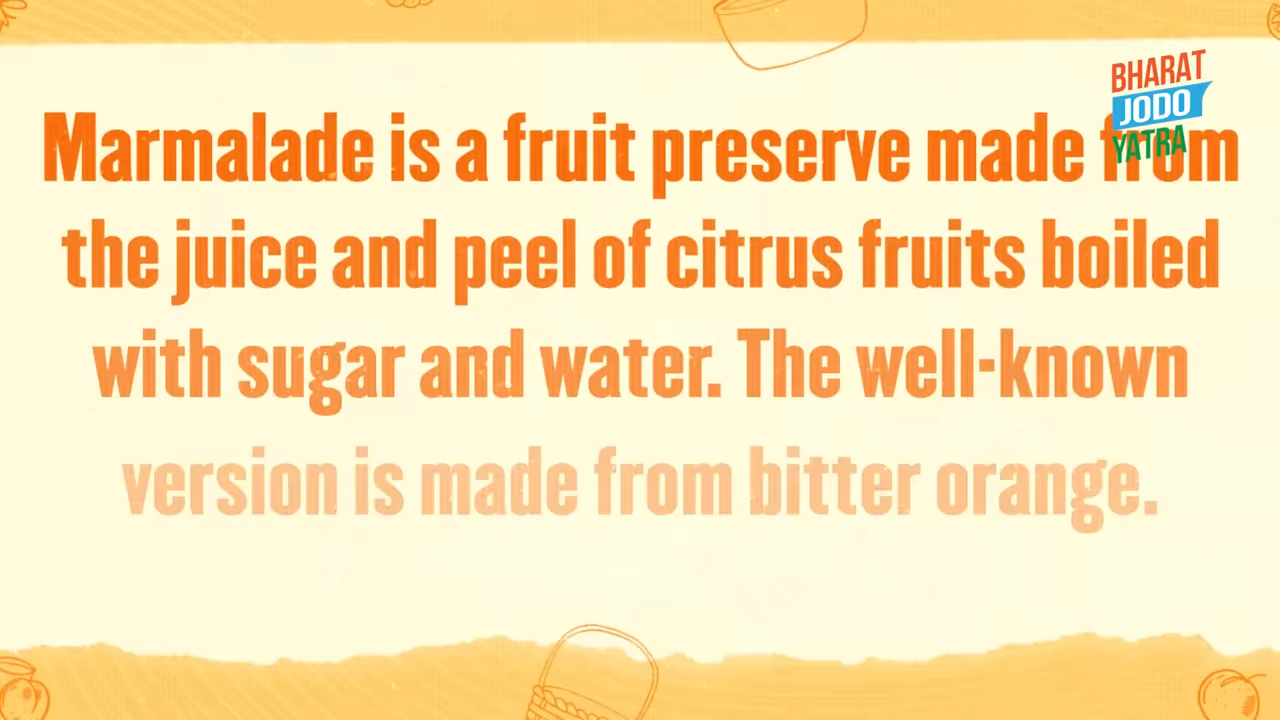 Marmalade is a fruit preserve made from
the juice and peel of citrus fruits boiled
with sugar and water. The well-known
version is made from bitter orange.
BHARAT
JODO
YATRA